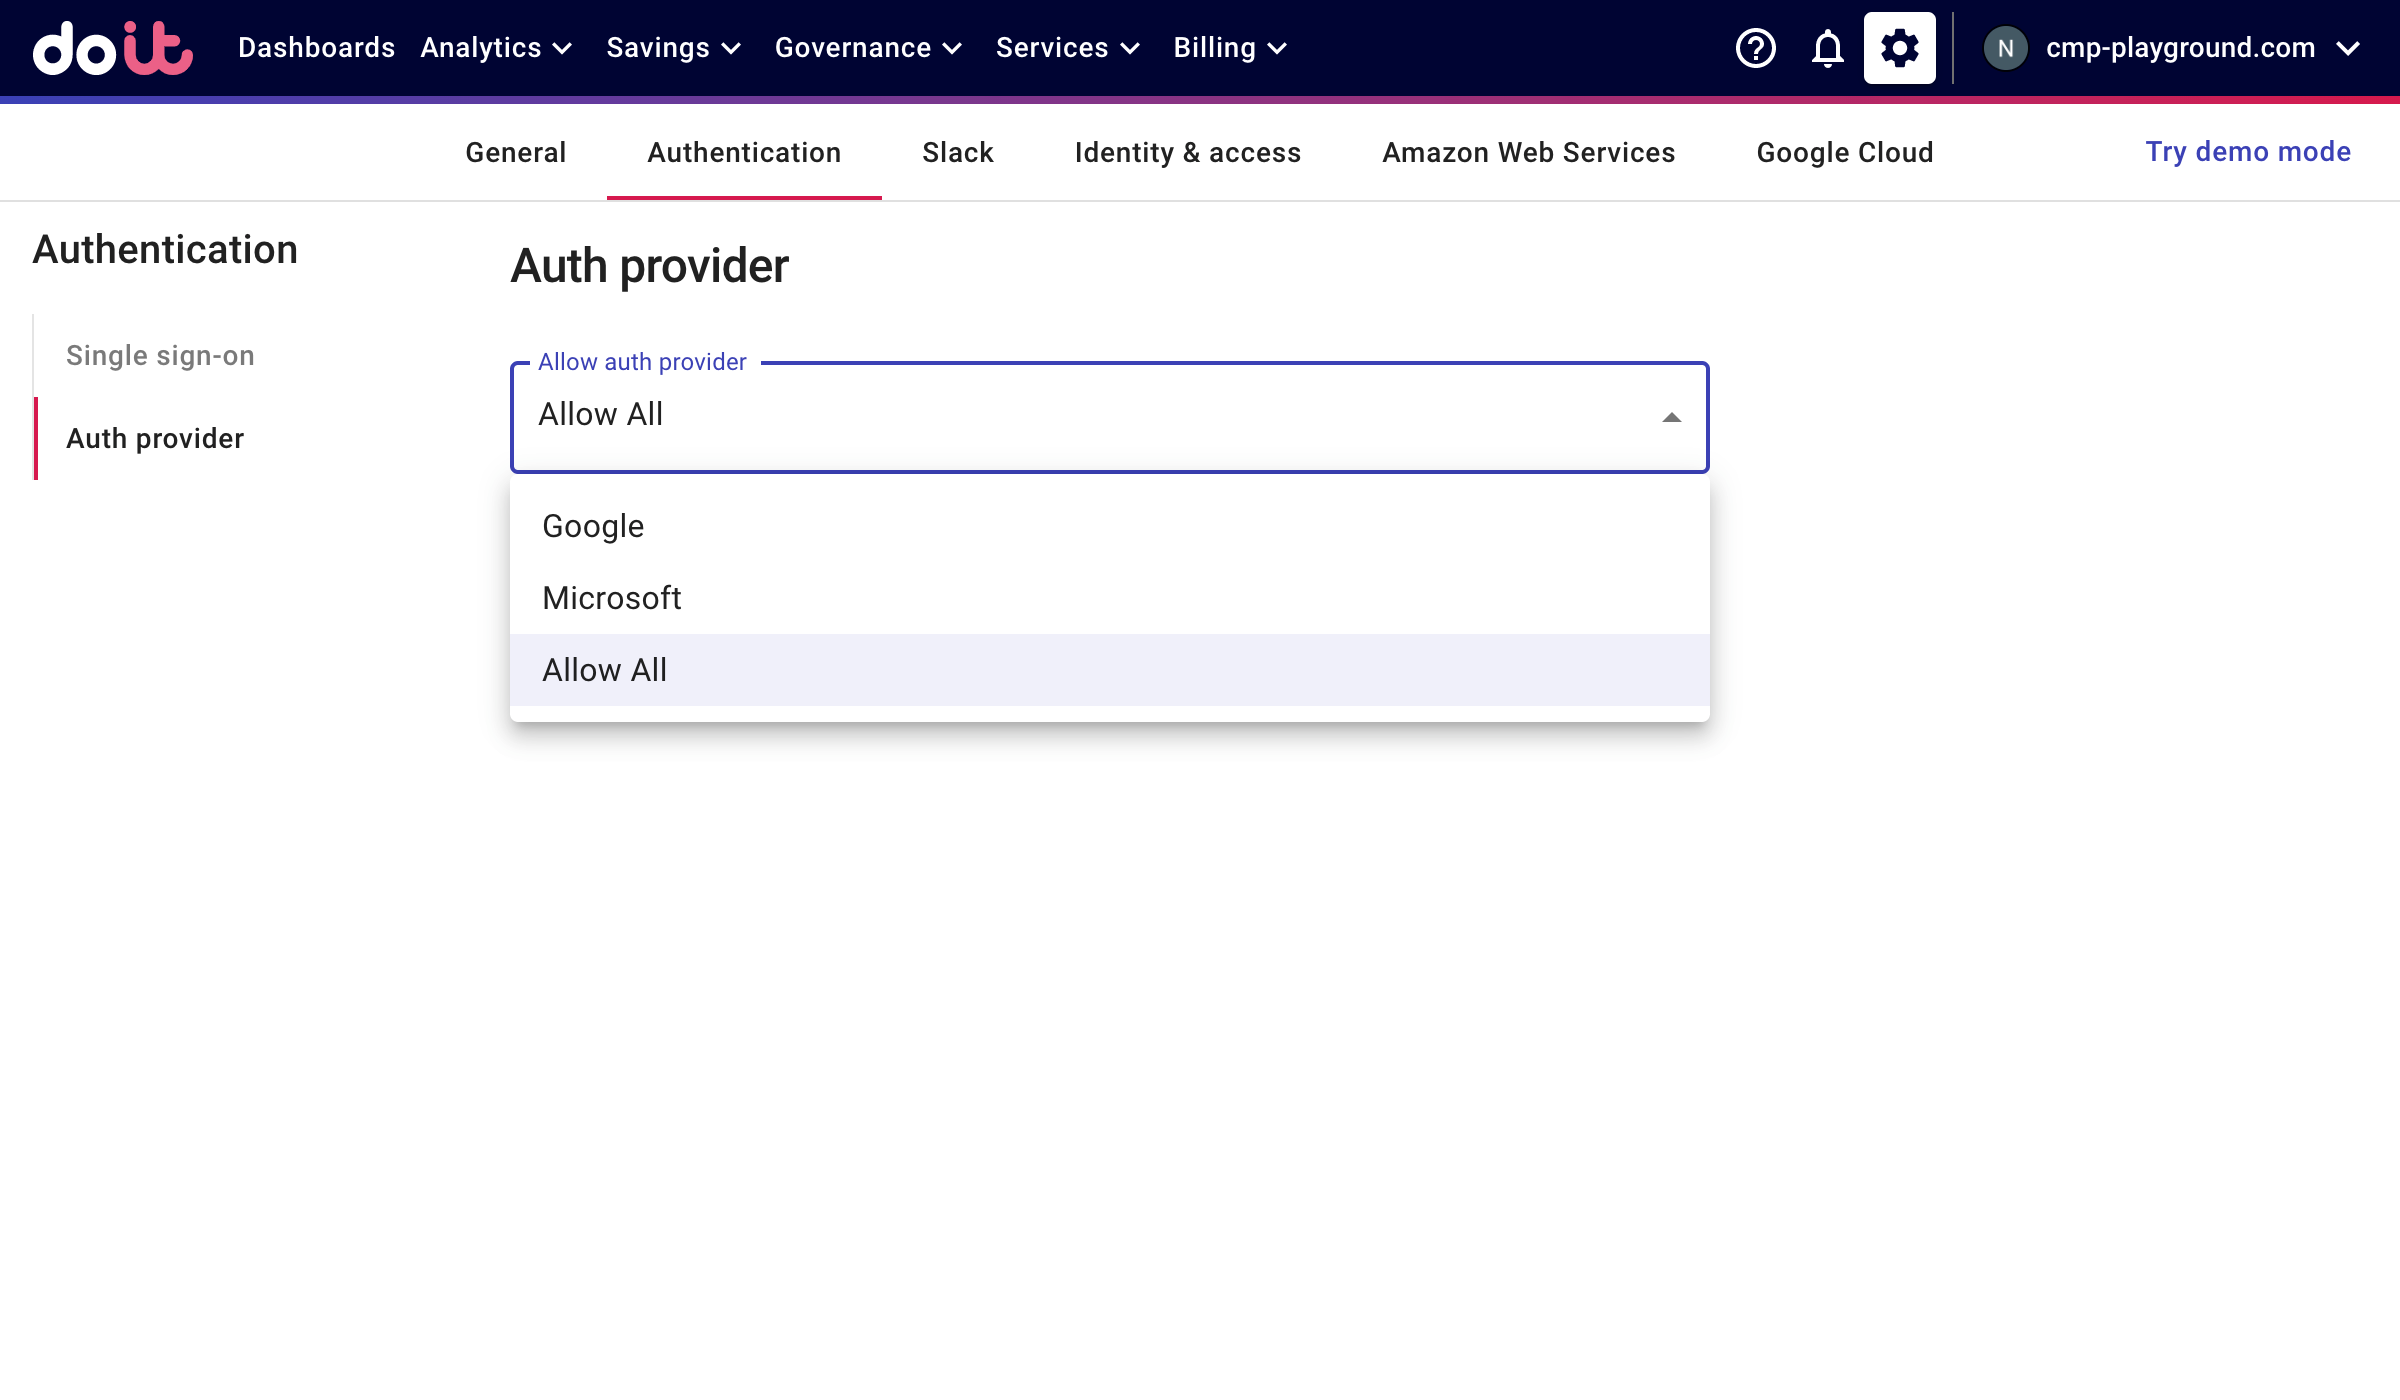 doit Dashboards Analytics Savings Governance Services Billing N cmp-playground.com
General Authentication Slack Identity & access Amazon Web Services Google Cloud Try demo mode
Authentication
Single sign-on
Auth provider
Auth provider
Allow auth provider
Allow All
Google
Microsoft
Allow All